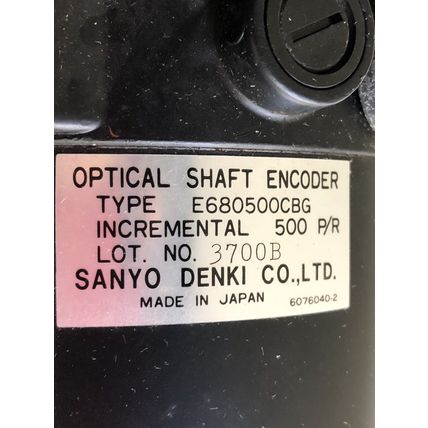 OPTICAL SHAFT ENCODER
TYPE E680500CBG
INCREMENTAL 500 P/R
LOT. NO. 3700B
SANYO DENKI CO.,LTD.
MADE IN JAPAN 6076040-2